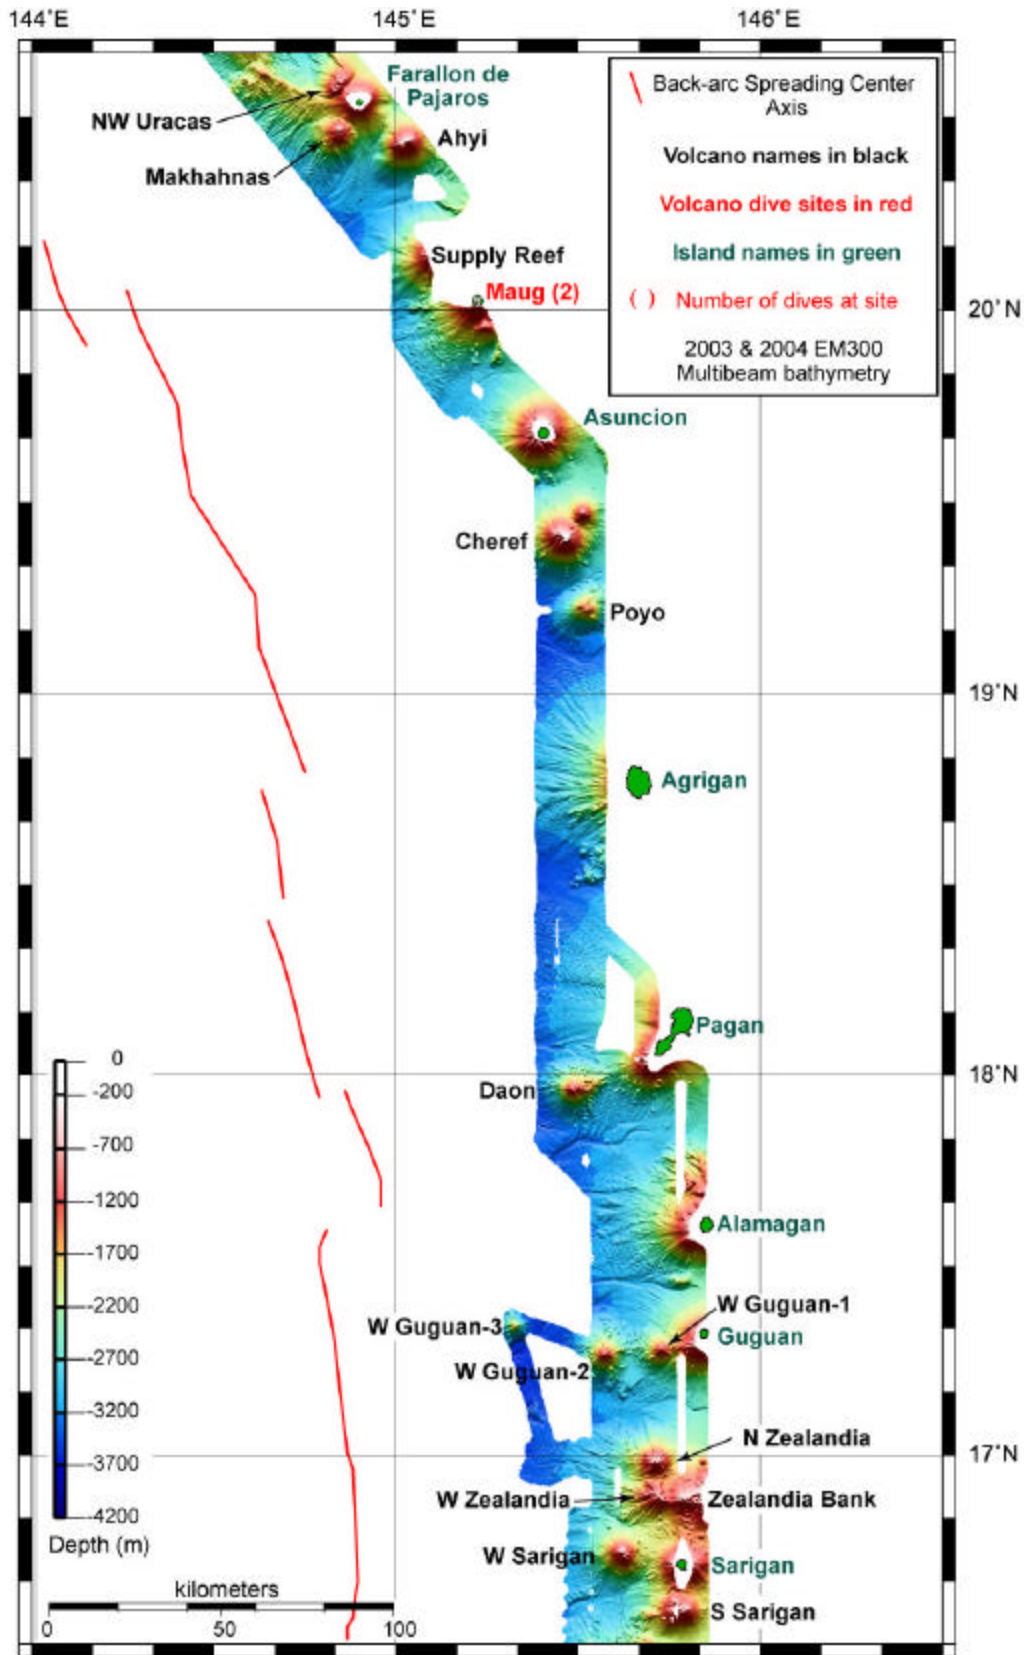 144°E
145°E
146°E
Farallon de
Pajaros
NW Uracas
Ahyi
Makhahnas
Back-arc Spreading Center
Axis
Volcano names in black
Volcano dive sites in red
Island names in green
( ) Number of dives at site
2003 & 2004 EM300
Multibeam bathymetry
Supply Reef
Maug (2)
20°N
Asuncion
Cheref
Poyo
19°N
Agrigan
Pagan
18°N
Daon
0
-200
-700
-1200
-1700
-2200
-2700
-3200
-3700
-4200
Depth (m)
Alamagan
W Guguan-1
W Guguan-3
Guguan
W Guguan-2
N Zealandia
17°N
W Zealandia
Zealandia Bank
W Sarigan
Sarigan
S Sarigan
kilometers
0 50 100